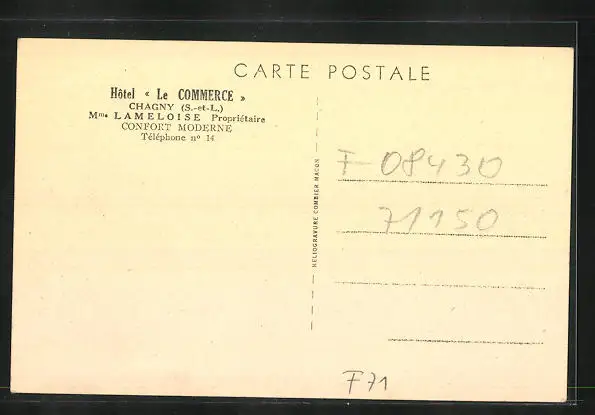 CARTE POSTALE
Hôtel « Le COMMERCE »
CHAGNY (S.-et-L.)
Mme LAMELOISE Propriétaire
CONFORT MODERNE
Téléphone nº 14
HELIOGRAVURE COMBIER MACON
F-08430
71150
F71